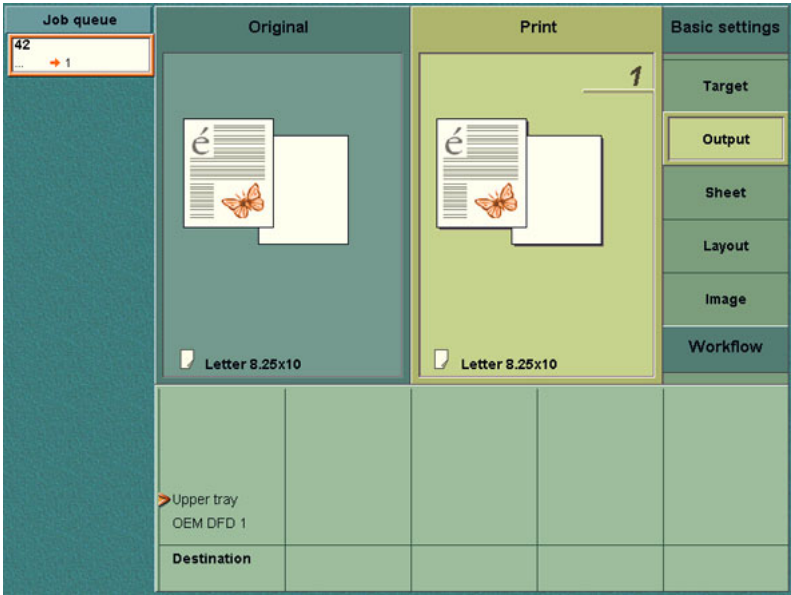 Job queue
42
... 1
Original
é
Letter 8.25x10
Print
1
é
Letter 8.25x10
Basic settings
Target
Output
Sheet
Layout
Image
Workflow
Upper tray
OEM DFD 1
Destination